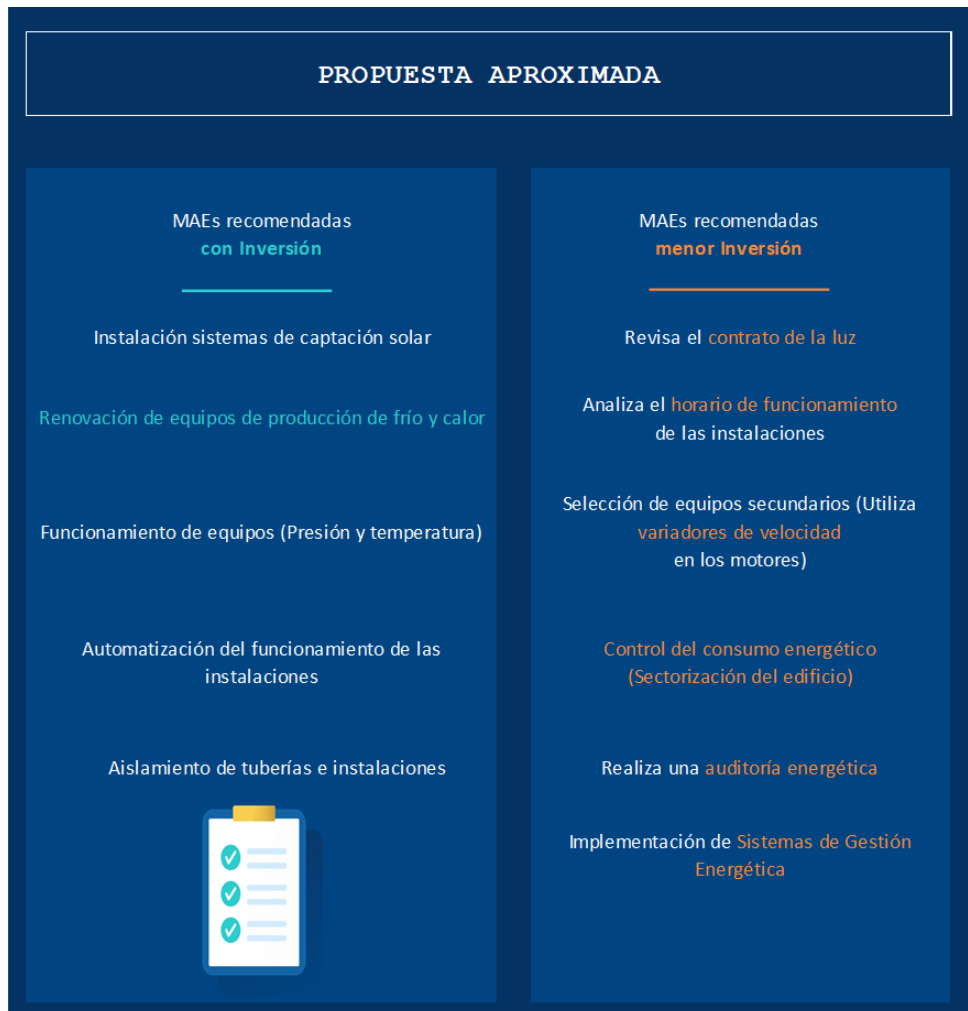 PROPUESTA APROXIMADA
MAEs recomendadas
con Inversión
Instalación sistemas de captación solar
Renovación de equipos de producción de frío y calor
Funcionamiento de equipos (Presión y temperatura)
Automatización del funcionamiento de las
instalaciones
Aislamiento de tuberías e instalaciones
MAEs recomendadas
menor Inversión
Revisa el contrato de la luz
Analiza el horario de funcionamiento
de las instalaciones
Selección de equipos secundarios (Utiliza
variadores de velocidad
en los motores)
Control del consumo energético
(Sectorización del edificio)
Realiza una auditoría energética
Implementación de Sistemas de Gestión
Energética